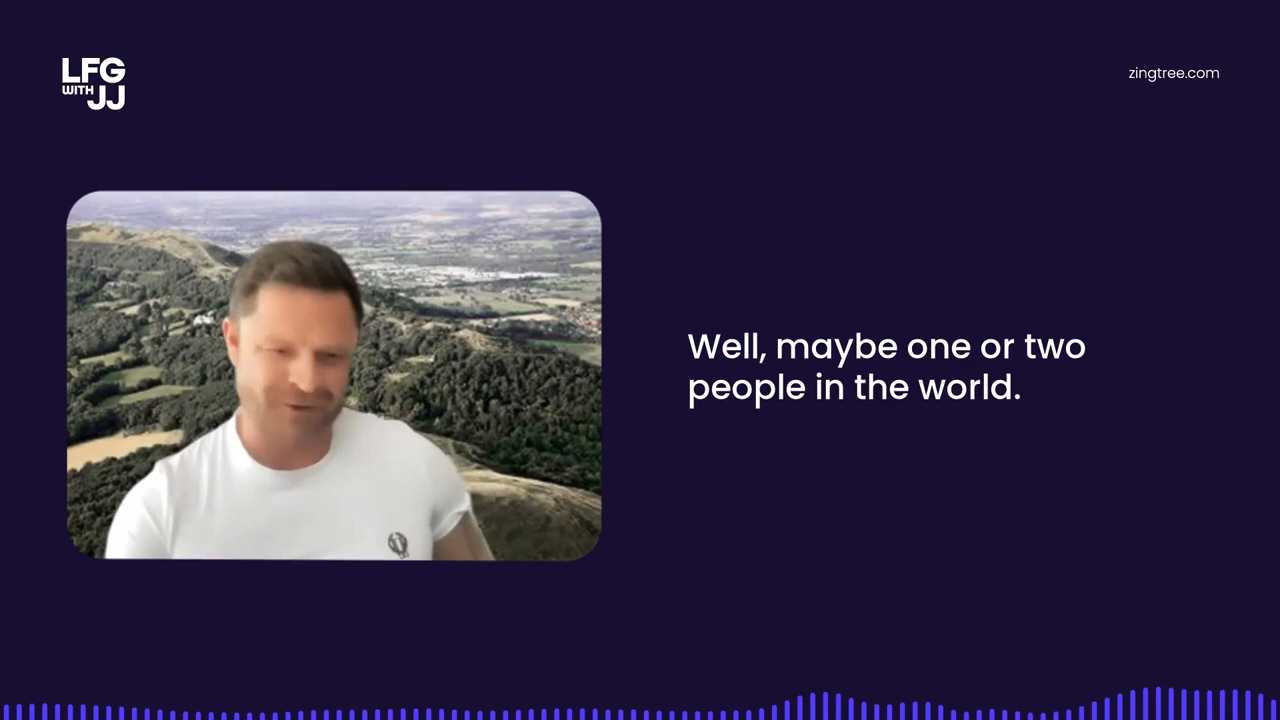 LFG
WITH JJ
zingtree.com
Well, maybe one or two
people in the world.